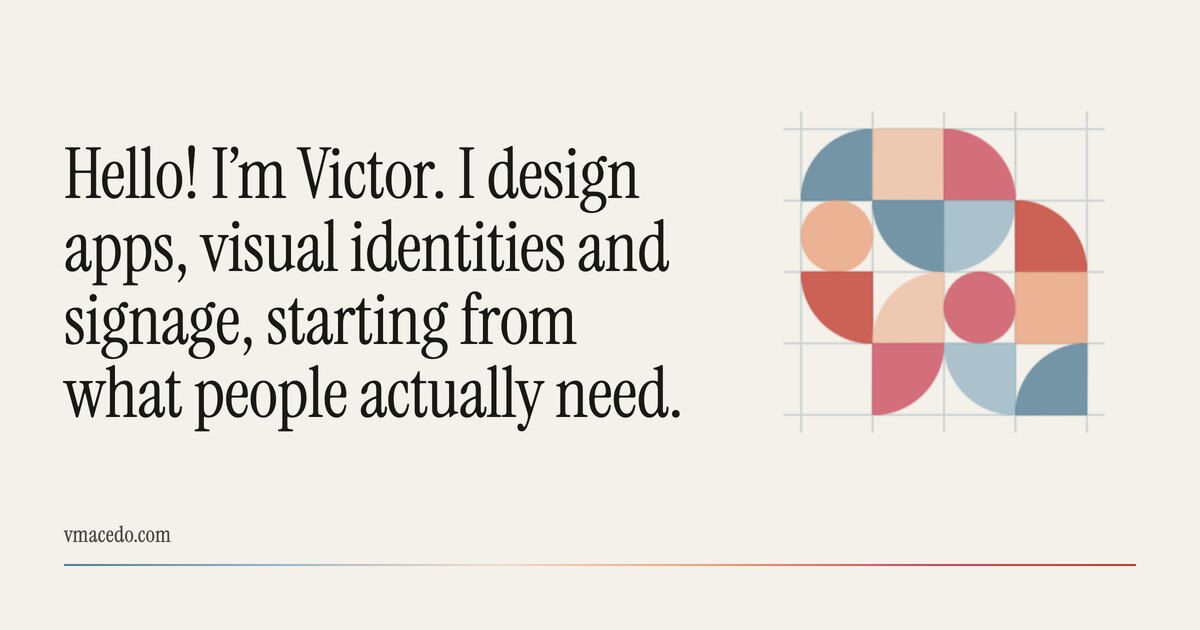 Hello! I’m Victor. I design
apps, visual identities and
signage, starting from
what people actually need.
vmacedo.com